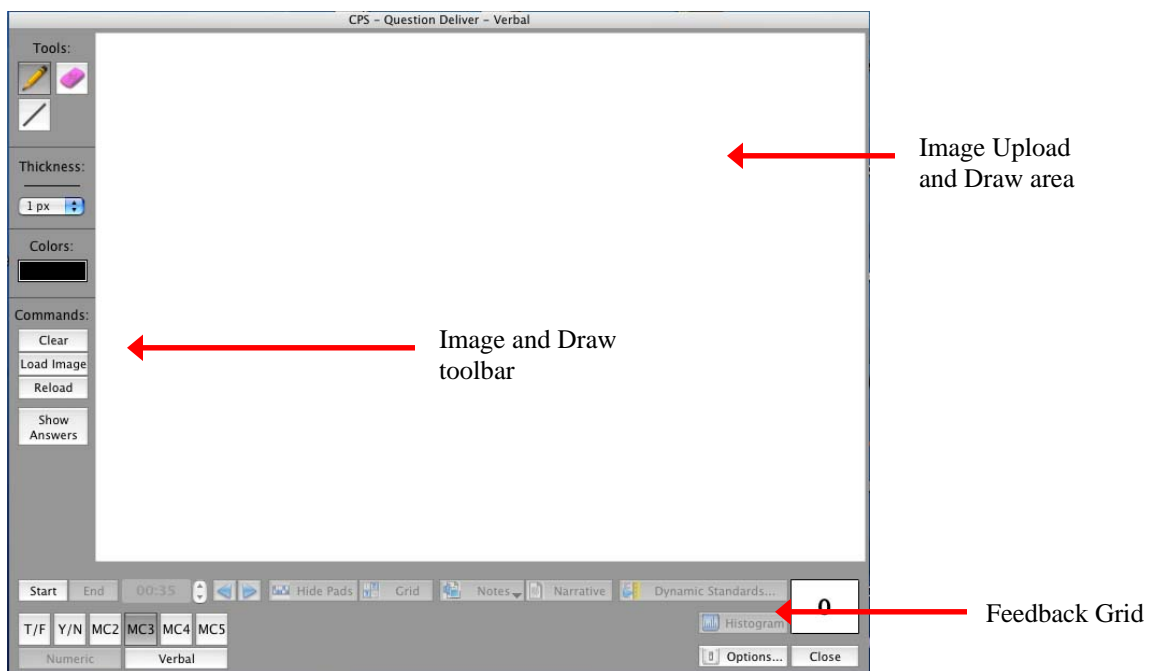 CPS – Question Deliver – Verbal
Tools:
Thickness:
1 px
Colors:
Commands:
Clear
Load Image
Reload
Show
Answers
Image Upload
and Draw area
Image and Draw
toolbar
Start End 00:35 Hide Pads Grid Notes Narrative Dynamic Standards... 0
T/F Y/N MC2 MC3 MC4 MC5 Histogram
Feedback Grid
Numeric Verbal Options... Close